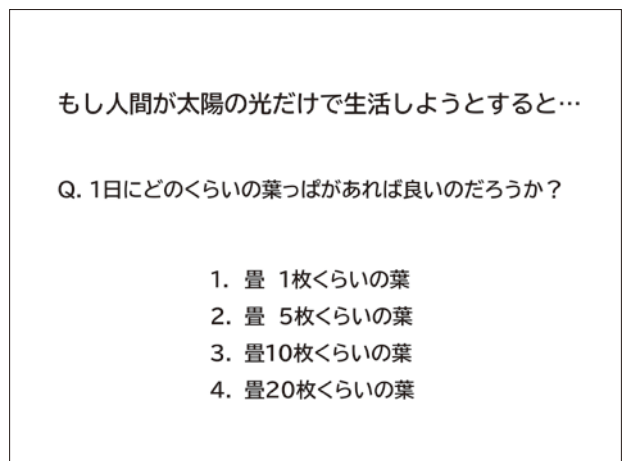 もし人間が太陽の光だけで生活しようとすると…
Q. 1日にどのくらいの葉っぱがあれば良いのだろうか？
1. 畳 1枚くらいの葉
2. 畳 5枚くらいの葉
3. 畳10枚くらいの葉
4. 畳20枚くらいの葉